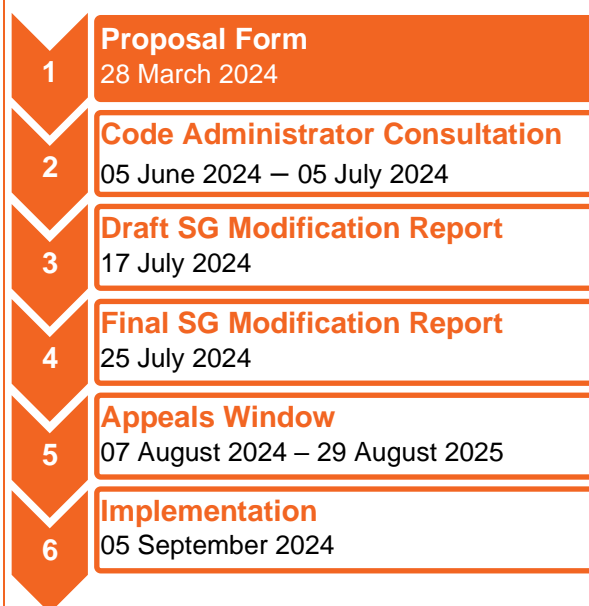 1
Proposal Form
28 March 2024
2
Code Administrator Consultation
05 June 2024 – 05 July 2024
3
Draft SG Modification Report
17 July 2024
4
Final SG Modification Report
25 July 2024
5
Appeals Window
07 August 2024 – 29 August 2025
6
Implementation
05 September 2024